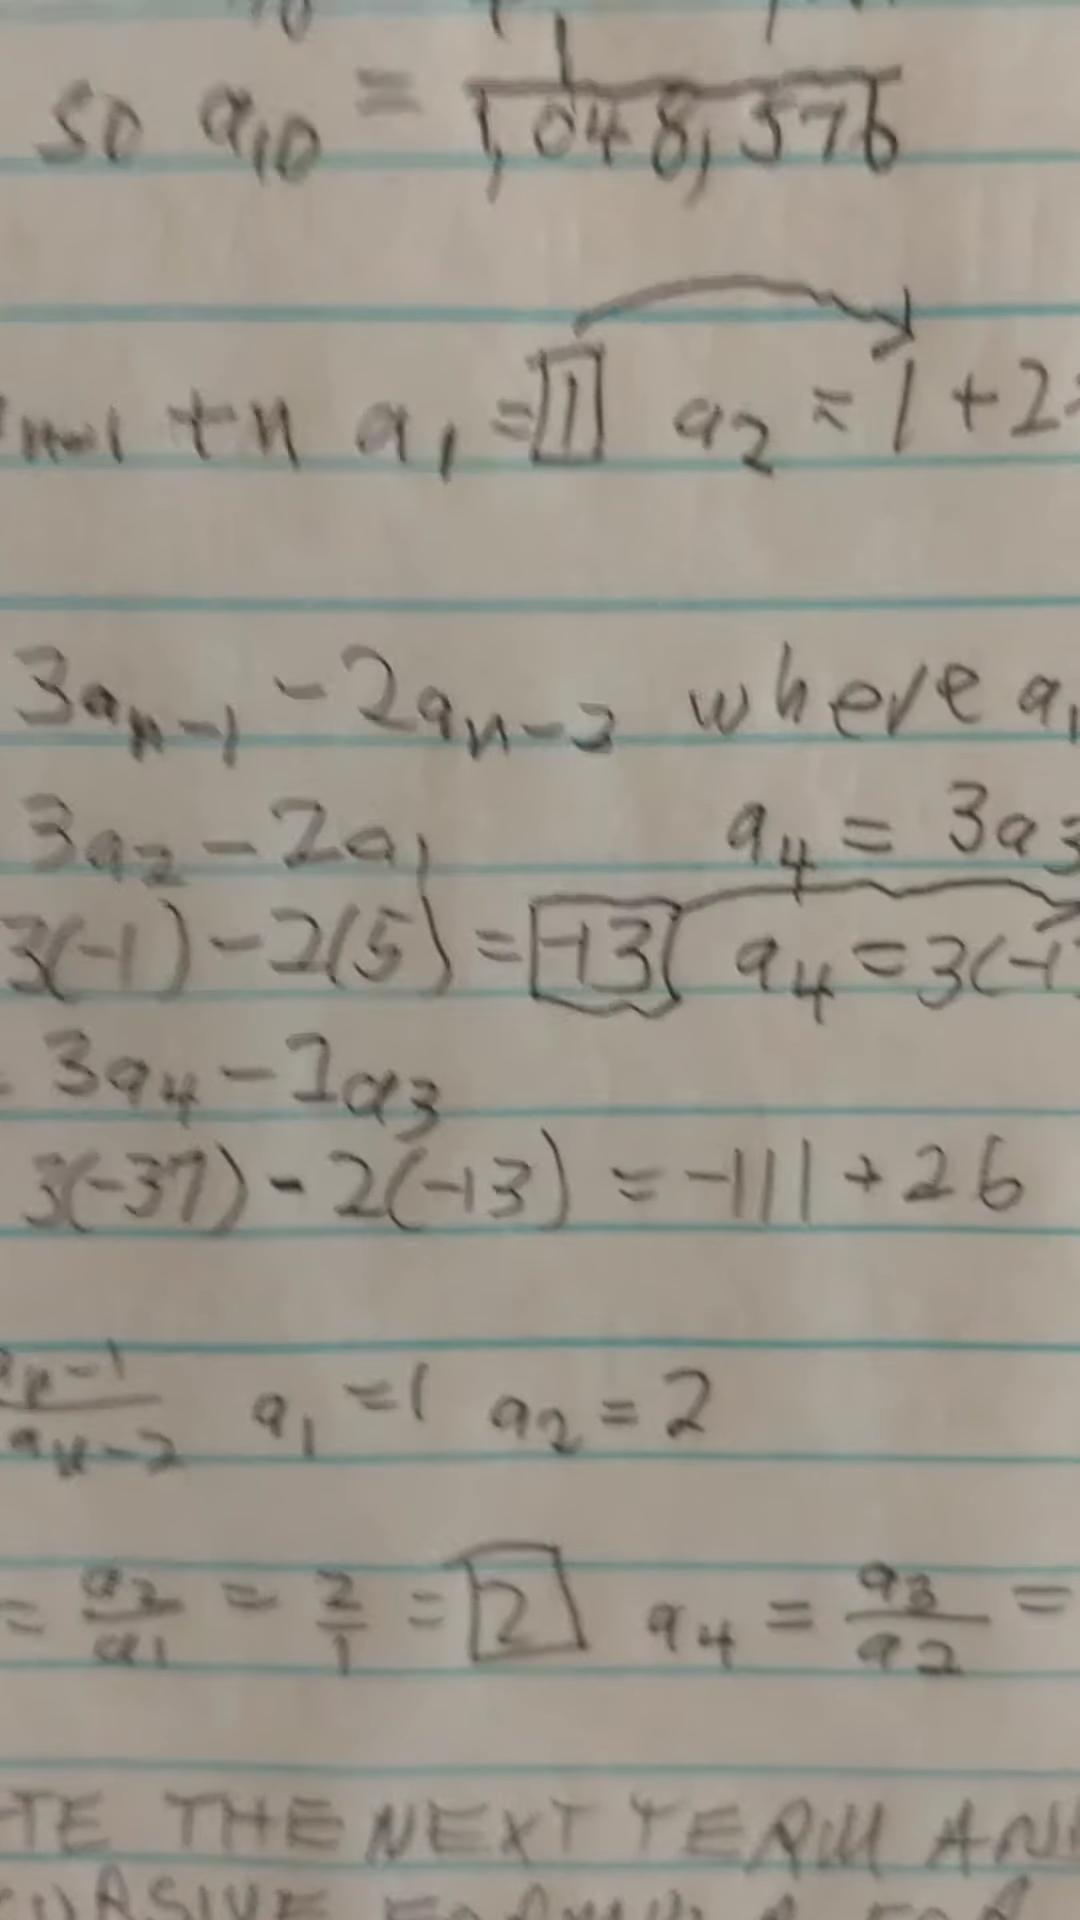 so a₁₀ = 1/1,048,576
n-1 + n a₁ = 1 a₂ = 1 + 2
3aₙ₋₁ - 2aₙ₋₂ where a₁
3a₂ - 2a₁ a₄ = 3a₃
3(-1) - 2(5) = -13 a₄ = 3(-1
3a₄ - 2a₃
3(-37) - 2(-13) = -111 + 26
aₙ₋₁/aₙ₋₂ a₁ = 1 a₂ = 2
= a₂/a₁ = 2/1 = 2 a₄ = a₃/a₂ =
TE THE NEXT TERM AN